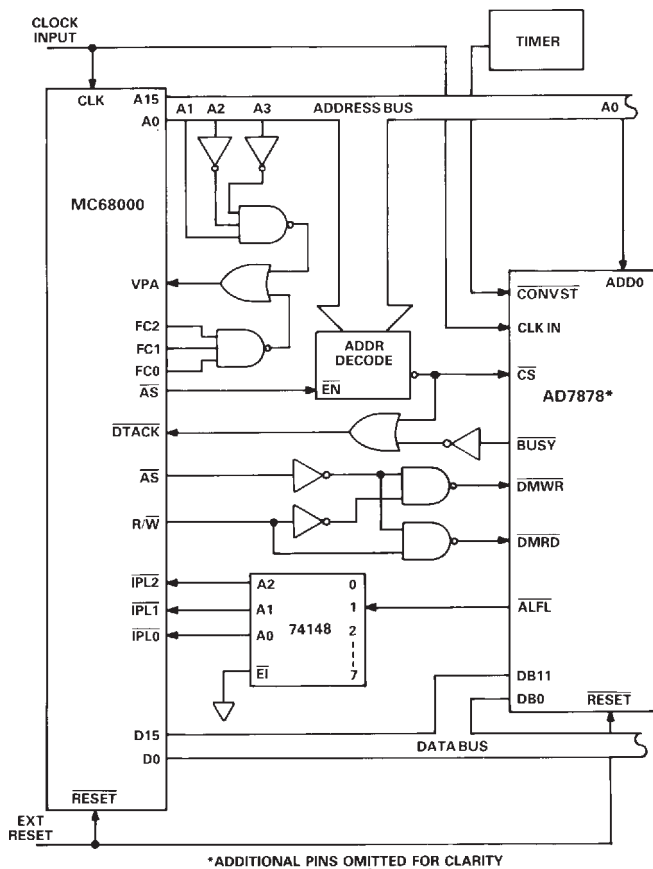 CLOCK
INPUT
TIMER
CLK
A15
A0
A1 A2 A3
ADDRESS BUS
A0
MC68000
VPA
FC2
FC1
FC0
AS
DTACK
AS
R/W
IPL2
IPL1
IPL0
D15
D0
RESET
EXT
RESET
ADDR
DECODE
EN
A2 0
A1 1
74148
A0 2
EI 7
DATA BUS
ADD0
CONVST
CLK IN
CS
AD7878*
BUSY
DMWR
DMRD
ALFL
DB11
DB0
RESET
*ADDITIONAL PINS OMITTED FOR CLARITY